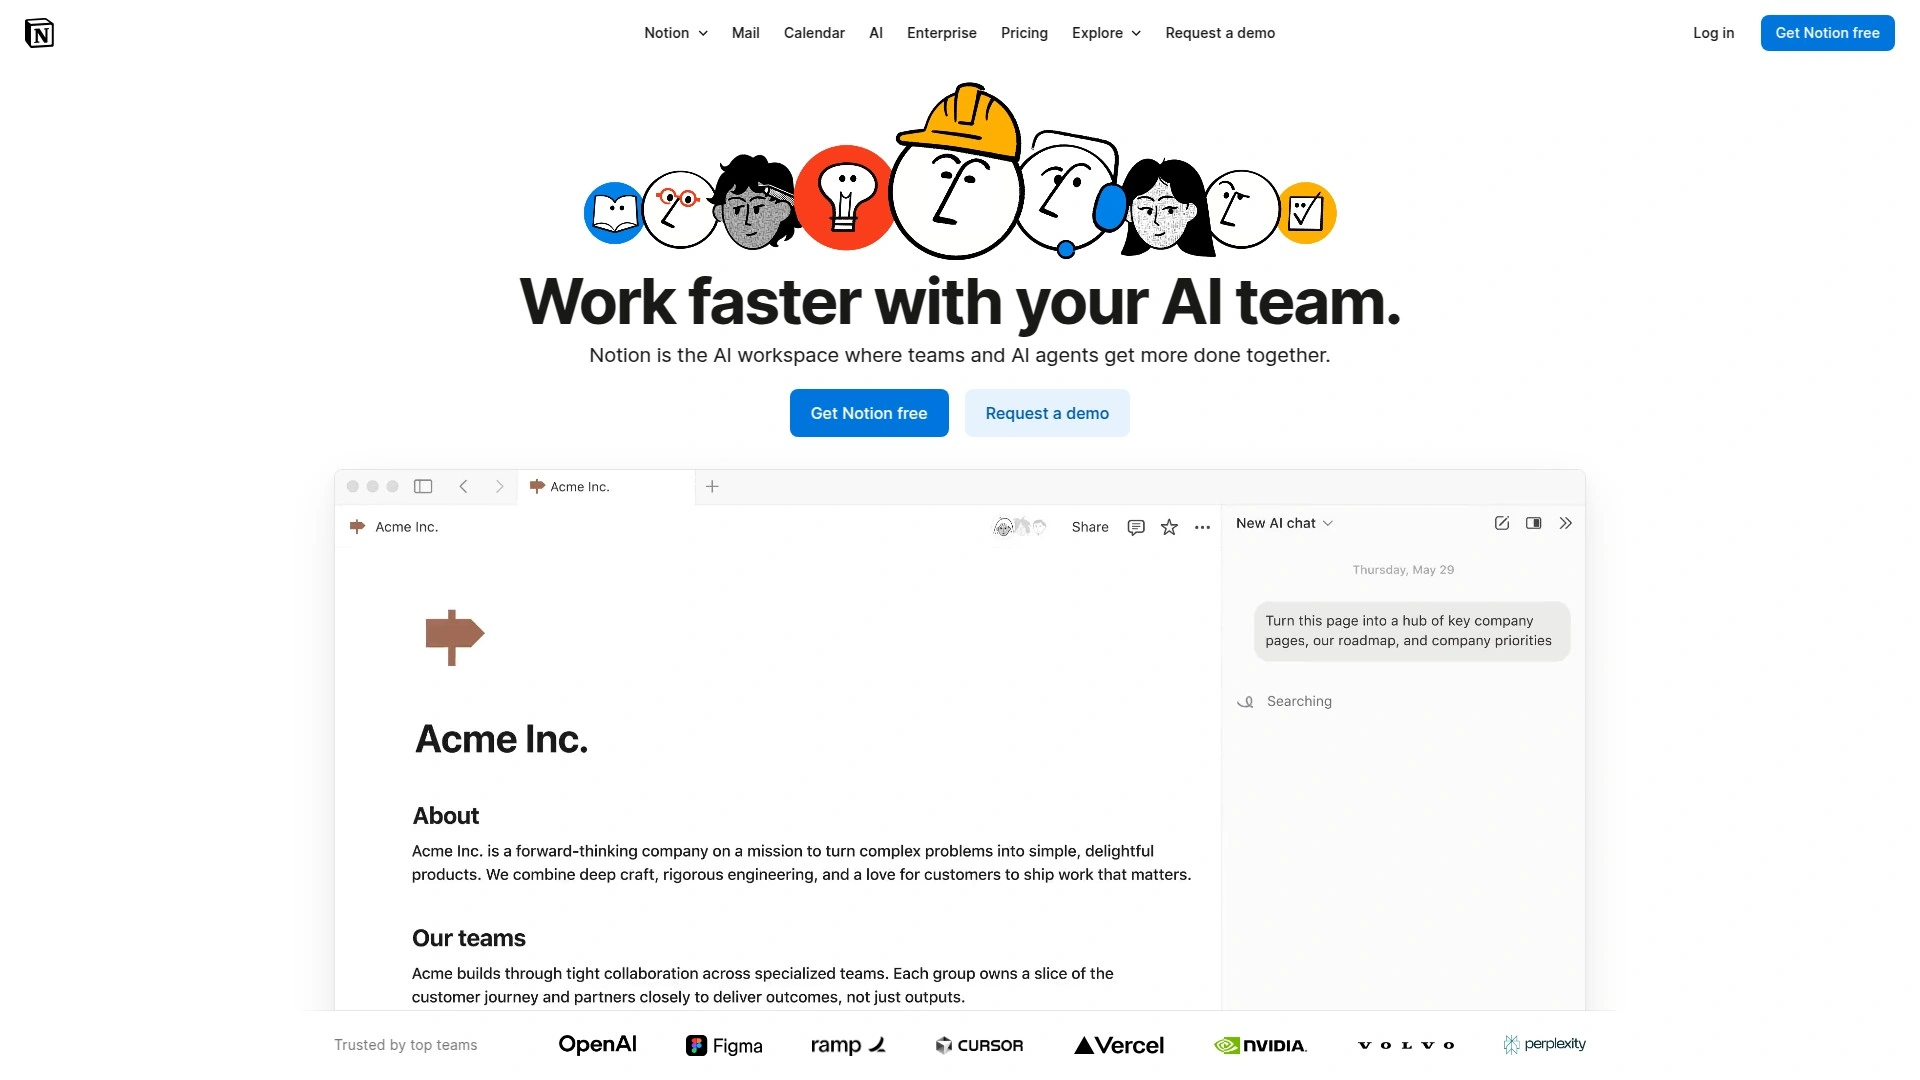 N
Notion
Mail
Calendar
AI
Enterprise
Pricing
Explore
Request a demo
Log in
Get Notion free
Work faster with your AI team.
Notion is the AI workspace where teams and AI agents get more done together.
Get Notion free
Request a demo
Acme Inc.
Acme Inc.
Share
New AI chat
Thursday, May 29
Turn this page into a hub of key company
pages, our roadmap, and company priorities
Searching
Acme Inc.
About
Acme Inc. is a forward-thinking company on a mission to turn complex problems into simple, delightful
products. We combine deep craft, rigorous engineering, and a love for customers to ship work that matters.
Our teams
Acme builds through tight collaboration across specialized teams. Each group owns a slice of the
customer journey and partners closely to deliver outcomes, not just outputs.
Trusted by top teams
OpenAI
Figma
ramp
CURSOR
Vercel
NVIDIA.
VOLVO
perplexity